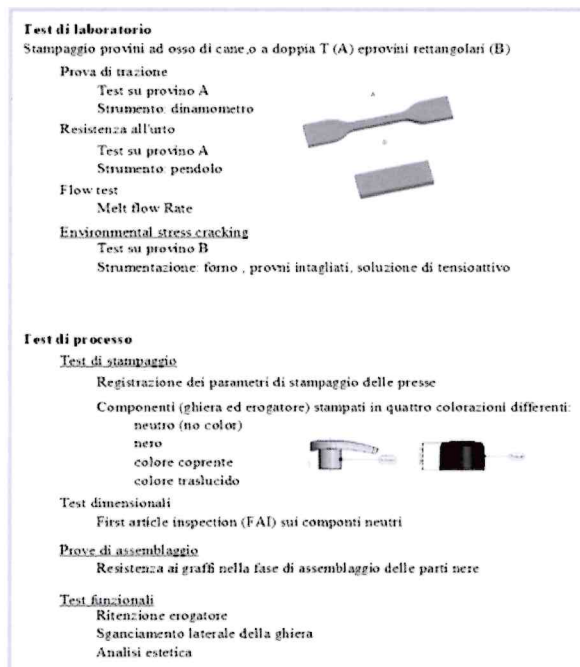 Test di laboratorio
Stampaggio provini ad osso di cane,o a doppia T (A) eprovini rettangolari (B)
Prova di trazione
Test su provino A
Strumento: dinamometro
A
Resistenza all'urto
Test su provino A
Strumento: pendolo
B
Flow test
Melt flow Rate
Environmental stress cracking
Test su provino B
Strumentazione: forno , provni intagliati, soluzione di tensioattivo
Test di processo
Test di stampaggio
Registrazione dei parametri di stampaggio delle presse
Componenti (ghiera ed erogatore) stampati in quattro colorazioni differenti:
neutro (no color)
nero
colore coprente
colore traslucido
Test dimensionali
First article inspection (FAI) sui componti neutri
Prove di assemblaggio
Resistenza ai graffi nella fase di assemblaggio delle parti nere
Test funzionali
Ritenzione erogatore
Sganciamento laterale della ghiera
Analisi estetica